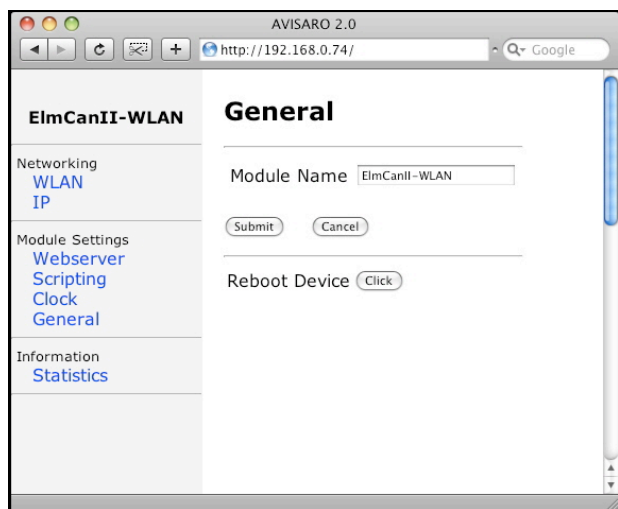 AVISARO 2.0
http://192.168.0.74/
Google
ElmCanII-WLAN
Networking
WLAN
IP
Module Settings
Webserver
Scripting
Clock
General
Information
Statistics
General
Module Name ElmCanII-WLAN
Submit Cancel
Reboot Device Click